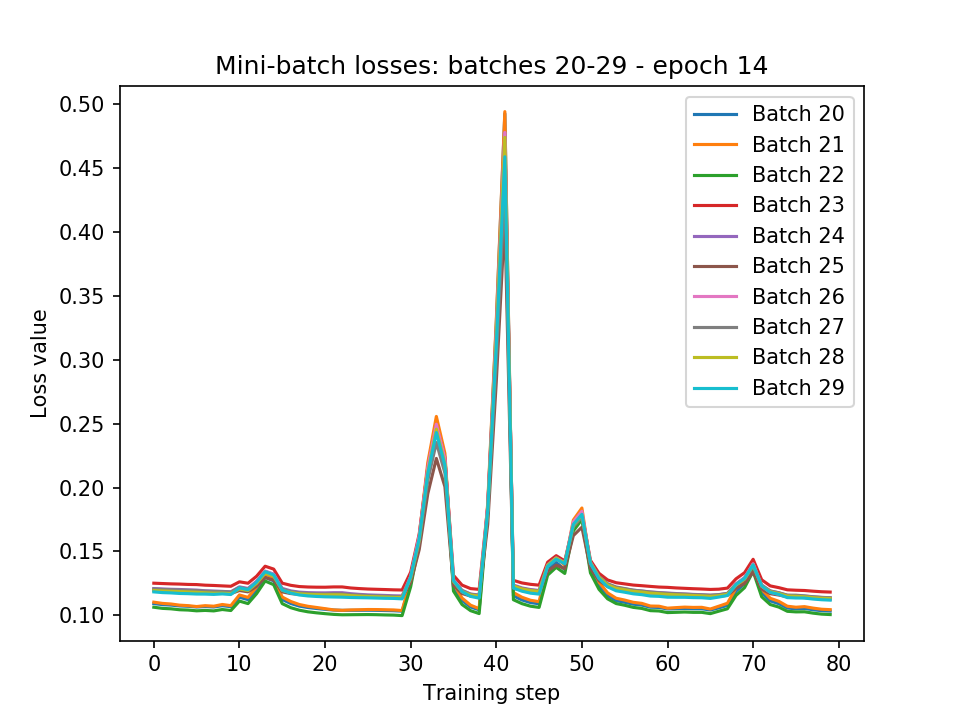 Mini-batch losses: batches 20-29 - epoch 14
0.50
0.45
0.40
0.35
0.30
0.25
0.20
0.15
0.10
Loss value
Batch 20
Batch 21
Batch 22
Batch 23
Batch 24
Batch 25
Batch 26
Batch 27
Batch 28
Batch 29
0 10 20 30 40 50 60 70 80
Training step